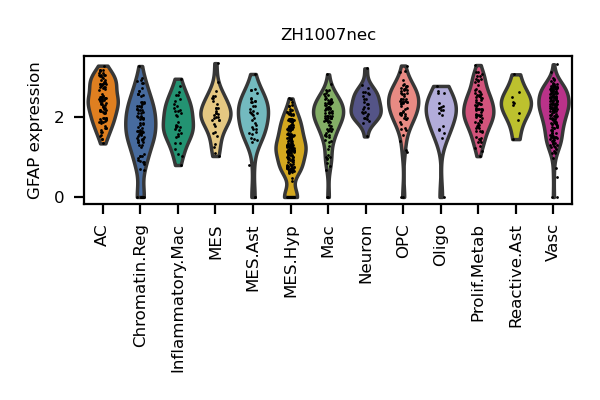 ZH1007nec
GFAP expression
2
0
AC
Chromatin.Reg
Inflammatory.Mac
MES
MES.Ast
MES.Hyp
Mac
Neuron
OPC
Oligo
Prolif.Metab
Reactive.Ast
Vasc